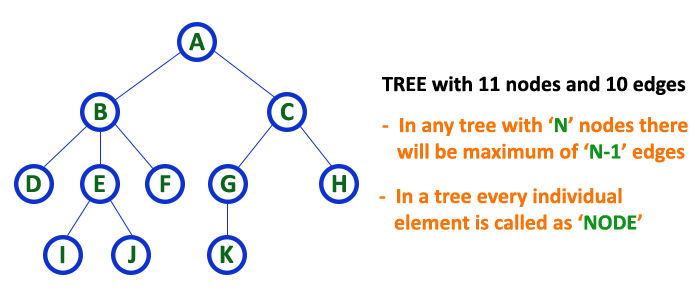 A
B
C
D
E
F
G
H
I
J
K
TREE with 11 nodes and 10 edges
- In any tree with ‘N’ nodes there
will be maximum of ‘N-1’ edges
- In a tree every individual
element is called as ‘NODE’